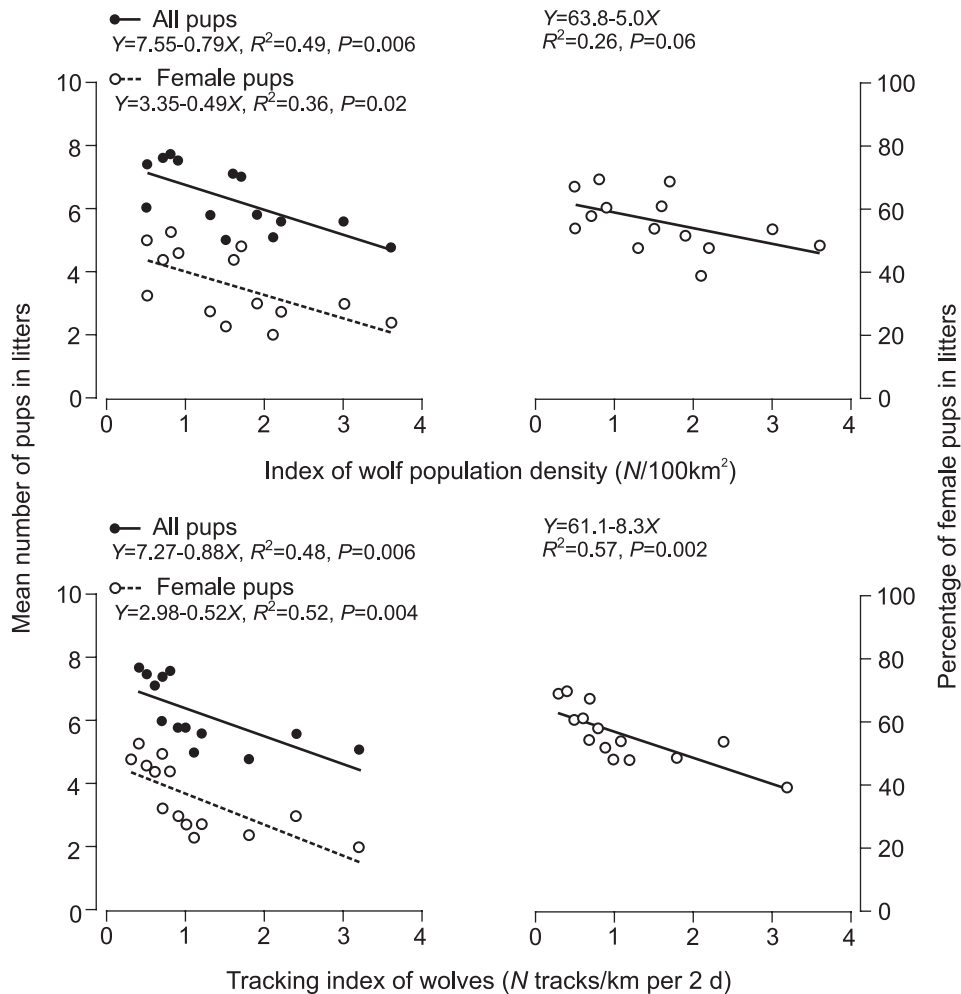 All pups
Y=7.55-0.79X, R²=0.49, P=0.006
Female pups
Y=3.35-0.49X, R²=0.36, P=0.02
Y=63.8-5.0X
R²=0.26, P=0.06
10
8
6
4
2
0
0 1 2 3 4
100
80
60
40
20
0
0 1 2 3 4
Index of wolf population density (N/100km²)
All pups
Y=7.27-0.88X, R²=0.48, P=0.006
Female pups
Y=2.98-0.52X, R²=0.52, P=0.004
Y=61.1-8.3X
R²=0.57, P=0.002
10
8
6
4
2
0
0 1 2 3 4
100
80
60
40
20
0
0 1 2 3 4
Tracking index of wolves (N tracks/km per 2 d)
Mean number of pups in litters
Percentage of female pups in litters